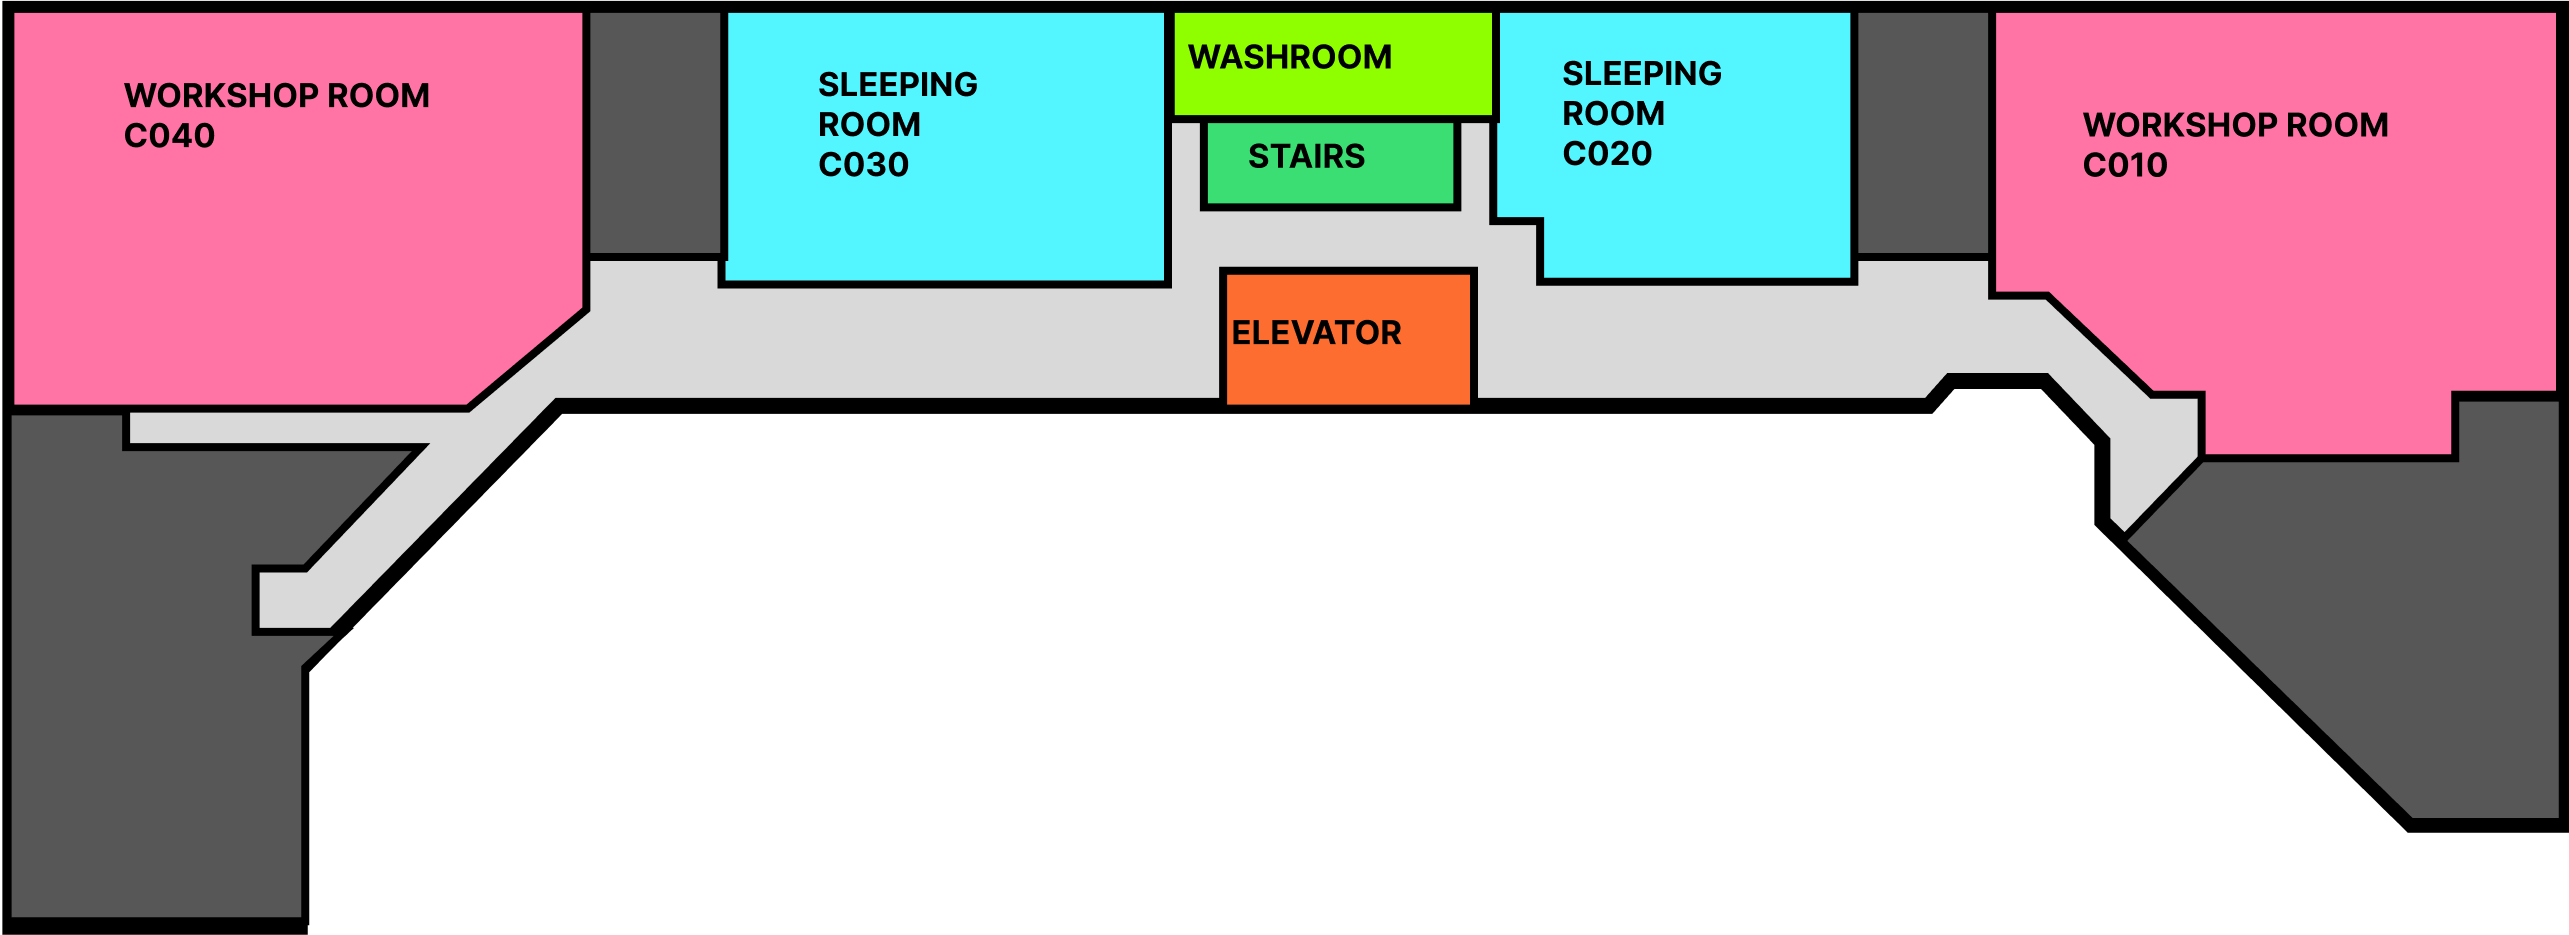 WORKSHOP ROOM
C040
SLEEPING
ROOM
C030
WASHROOM
STAIRS
ELEVATOR
SLEEPING
ROOM
C020
WORKSHOP ROOM
C010